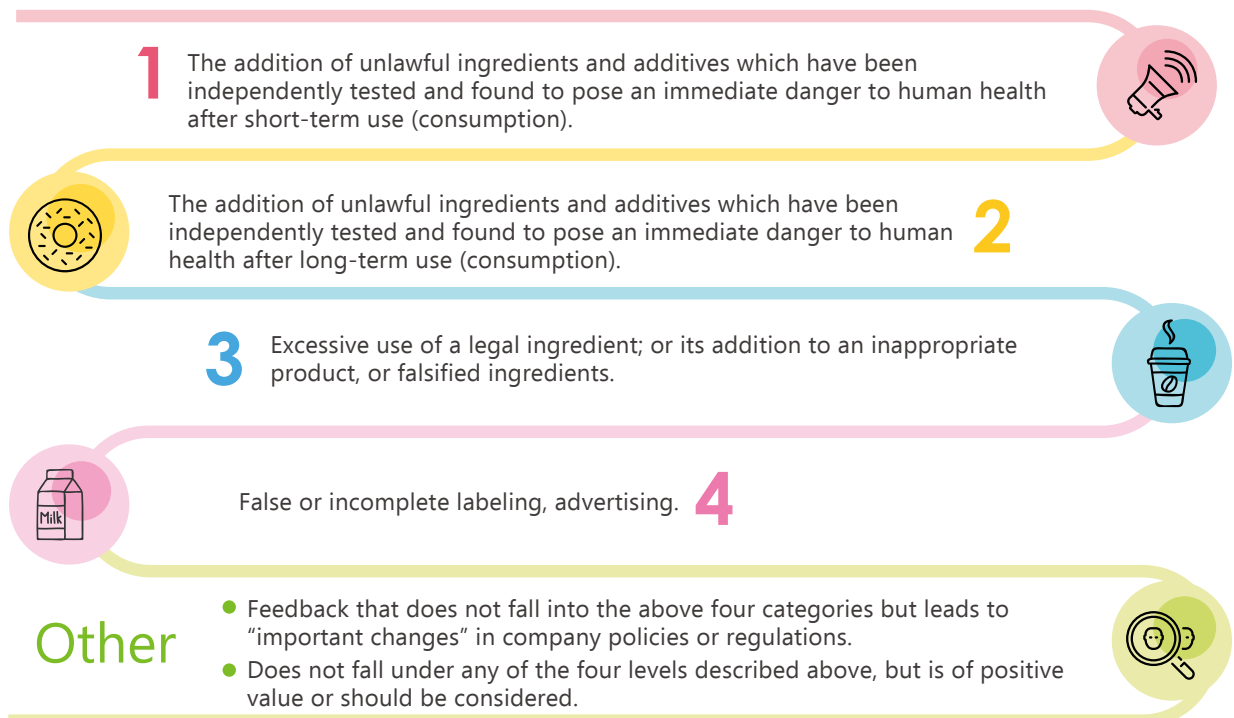 1
The addition of unlawful ingredients and additives which have been
independently tested and found to pose an immediate danger to human health
after short-term use (consumption).
The addition of unlawful ingredients and additives which have been
independently tested and found to pose an immediate danger to human
health after long-term use (consumption).
2
3
Excessive use of a legal ingredient; or its addition to an inappropriate
product, or falsified ingredients.
Milk
False or incomplete labeling, advertising.
4
Other
● Feedback that does not fall into the above four categories but leads to
“important changes” in company policies or regulations.
● Does not fall under any of the four levels described above, but is of positive
value or should be considered.